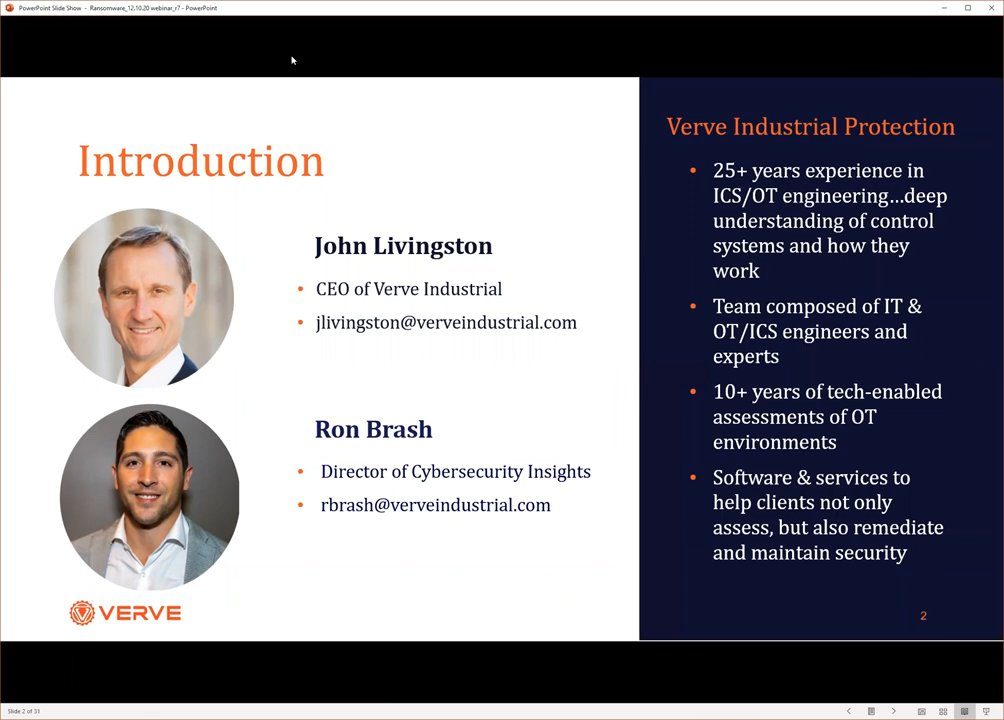 PowerPoint Slide Show - Ransomware_12.10.20 webinar_r7 - PowerPoint
Introduction
John Livingston
• CEO of Verve Industrial
• jlivingston@verveindustrial.com
Ron Brash
• Director of Cybersecurity Insights
• rbrash@verveindustrial.com
VERVE
Verve Industrial Protection
• 25+ years experience in
ICS/OT engineering…deep
understanding of control
systems and how they
work
• Team composed of IT &
OT/ICS engineers and
experts
• 10+ years of tech-enabled
assessments of OT
environments
• Software & services to
help clients not only
assess, but also remediate
and maintain security
2
Slide 2 of 31